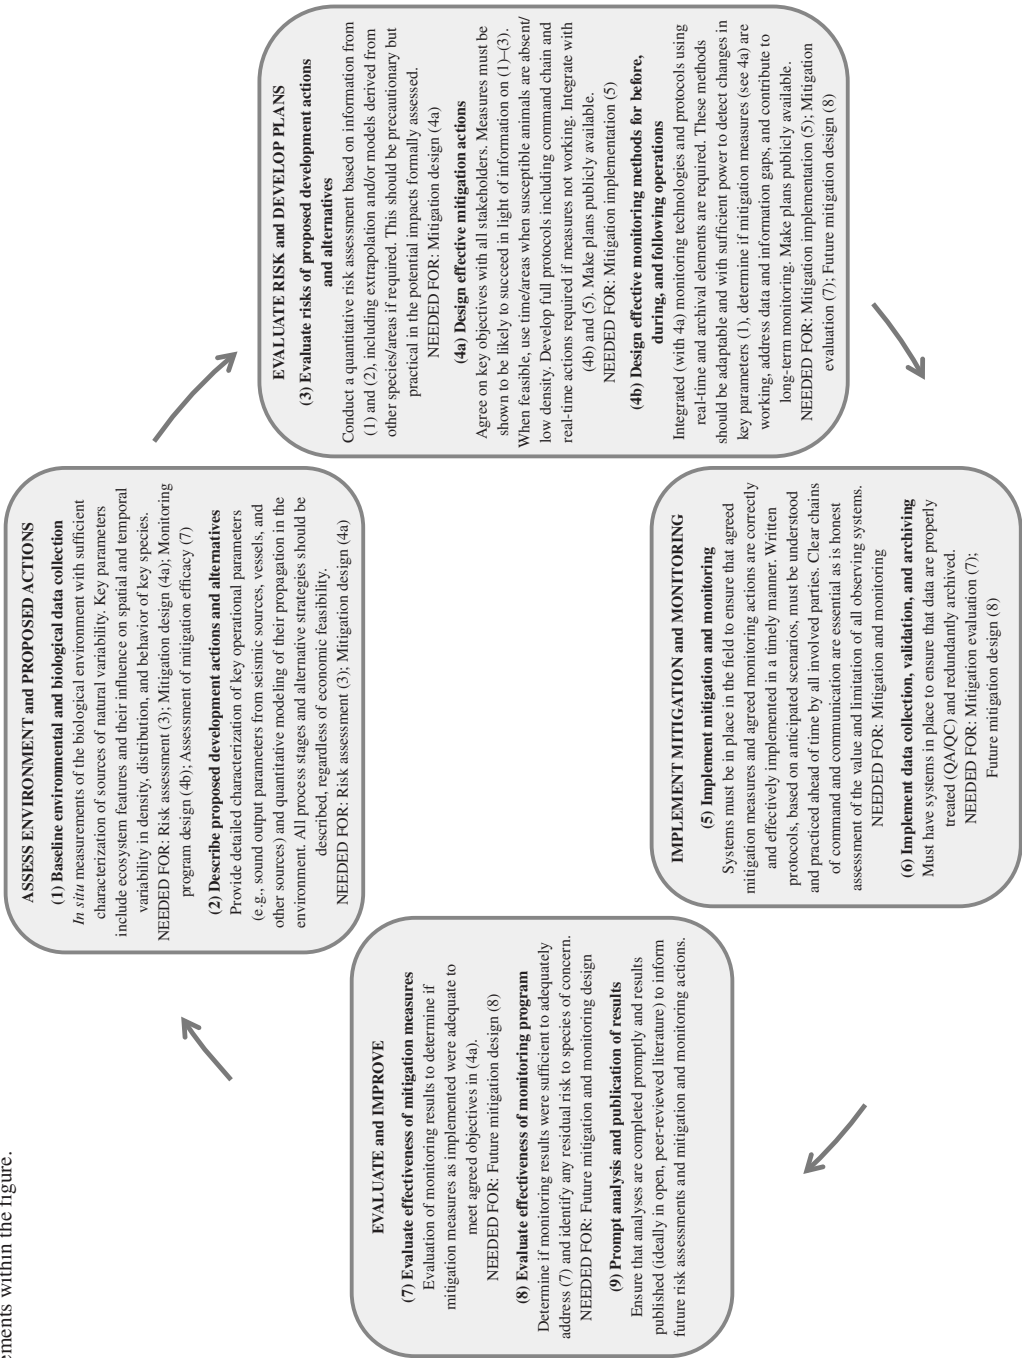 ements within the figure.
ASSESS ENVIRONMENT and PROPOSED ACTIONS
(1) Baseline environmental and biological data collection
In situ measurements of the biological environment with sufficient
characterization of sources of natural variability. Key parameters
include ecosystem features and their influence on spatial and temporal
variability in density, distribution, and behavior of key species.
NEEDED FOR: Risk assessment (3); Mitigation design (4a); Monitoring
program design (4b); Assessment of mitigation efficacy (7)
(2) Describe proposed development actions and alternatives
Provide detailed characterization of key operational parameters
(e.g., sound output parameters from seismic sources, vessels, and
other sources) and quantitative modeling of their propagation in the
environment. All process stages and alternative strategies should be
described, regardless of economic feasibility.
NEEDED FOR: Risk assessment (3); Mitigation design (4a)
EVALUATE RISK and DEVELOP PLANS
(3) Evaluate risks of proposed development actions
and alternatives
Conduct a quantitative risk assessment based on information from
(1) and (2), including extrapolation and/or models derived from
other species/areas if required. This should be precautionary but
practical in the potential impacts formally assessed.
NEEDED FOR: Mitigation design (4a)
(4a) Design effective mitigation actions
Agree on key objectives with all stakeholders. Measures must be
shown to be likely to succeed in light of information on (1)–(3).
When feasible, use time/areas when susceptible animals are absent/
low density. Develop full protocols including command chain and
real-time actions required if measures not working. Integrate with
(4b) and (5). Make plans publicly available.
NEEDED FOR: Mitigation implementation (5)
(4b) Design effective monitoring methods for before,
during, and following operations
Integrated (with 4a) monitoring technologies and protocols using
real-time and archival elements are required. These methods
should be adaptable and with sufficient power to detect changes in
key parameters (1), determine if mitigation measures (see 4a) are
working, address data and information gaps, and contribute to
long-term monitoring. Make plans publicly available.
NEEDED FOR: Mitigation implementation (5); Mitigation
evaluation (7); Future mitigation design (8)
IMPLEMENT MITIGATION and MONITORING
(5) Implement mitigation and monitoring
Systems must be in place in the field to ensure that agreed
mitigation measures and agreed monitoring actions are correctly
and effectively implemented in a timely manner. Written
protocols, based on anticipated scenarios, must be understood
and practiced ahead of time by all involved parties. Clear chains
of command and communication are essential as is honest
assessment of the value and limitation of all observing systems.
NEEDED FOR: Mitigation and monitoring
(6) Implement data collection, validation, and archiving
Must have systems in place to ensure that data are properly
treated (QA/QC) and redundantly archived.
NEEDED FOR: Mitigation evaluation (7);
Future mitigation design (8)
EVALUATE and IMPROVE
(7) Evaluate effectiveness of mitigation measures
Evaluation of monitoring results to determine if
mitigation measures as implemented were adequate to
meet agreed objectives in (4a).
NEEDED FOR: Future mitigation design (8)
(8) Evaluate effectiveness of monitoring program
Determine if monitoring results were sufficient to adequately
address (7) and identify any residual risk to species of concern.
NEEDED FOR: Future mitigation and monitoring design
(9) Prompt analysis and publication of results
Ensure that analyses are completed promptly and results
published (ideally in open, peer-reviewed literature) to inform
future risk assessments and mitigation and monitoring actions.